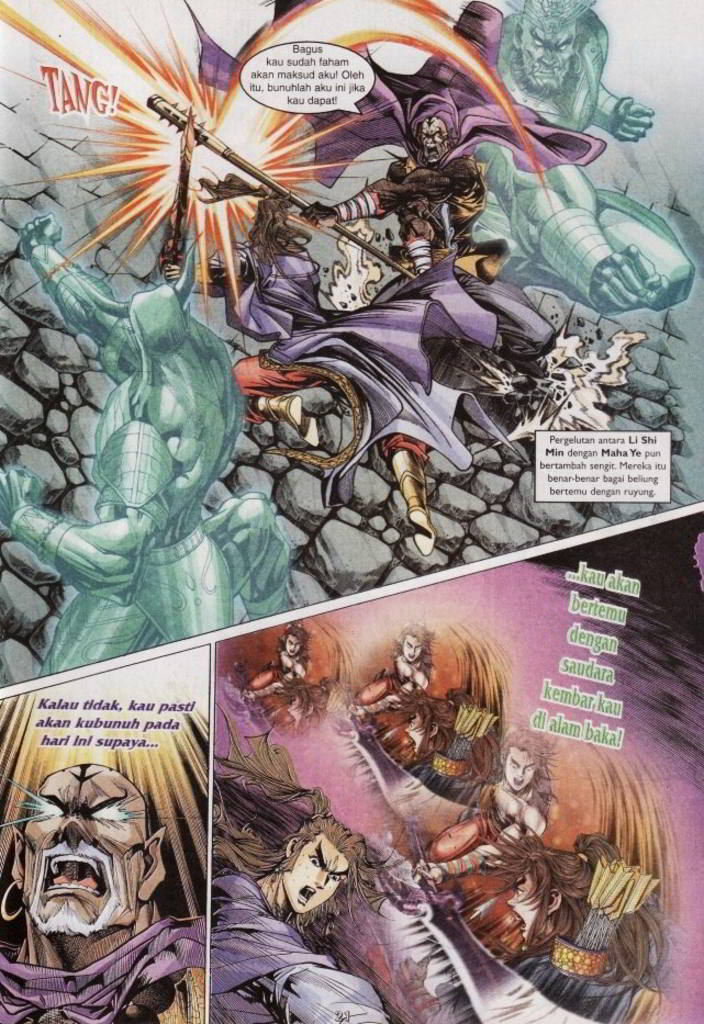 TANG!
Bagus
kau sudah faham
akan maksud aku! Oleh
itu, bunuhlah aku ini jika
kau dapat!
Pergelutan antara Li Shi
Min dengan Maha Ye pun
bertambah sengit. Mereka itu
benar-benar bagai beliung
bertemu dengan ruyung.
Kalau tidak, kau pasti
akan kubunuh pada
hari ini supaya...
...kau akan
bertemu
dengan
saudara
kembar kau
di alam baka!
21